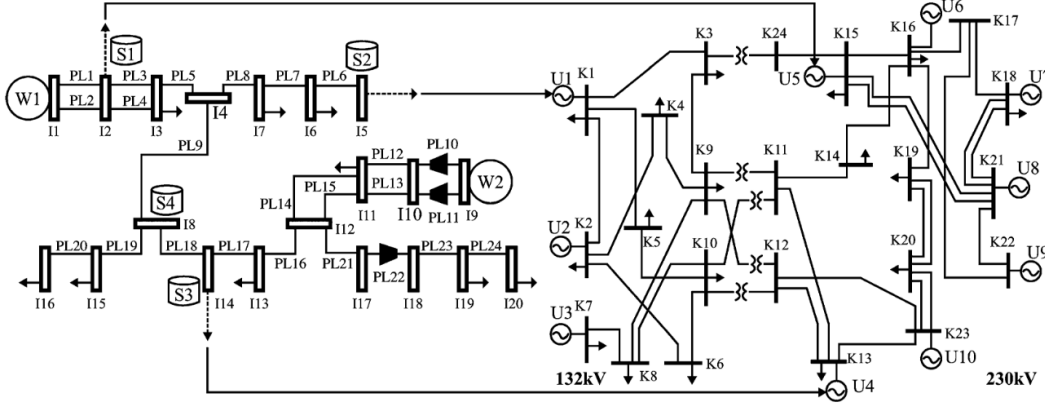 K16 U6 K17
S1 S2 K3 K24 K15
W1 PL1 PL3 PL5 PL8 PL7 PL6 U1 K1 U5 K18 U7
PL2 PL4
I1 I2 I3 I4 I7 I6 I5 K4
PL9 PL12 PL10 K9 K11 K14 K19 K21
PL15 PL13 W2 U8
S4 PL14 I11 I10 PL11 I9
I8 I12 U2 K2 K5 K10 K12 K20 K22
PL20 PL19 PL18 PL17 PL16 PL21 PL23 PL24 U9
S3 PL22
I16 I15 I14 I13 I17 I18 I19 I20 U3 K7 K23
132kV K8 K6 K13 U10 230kV
U4